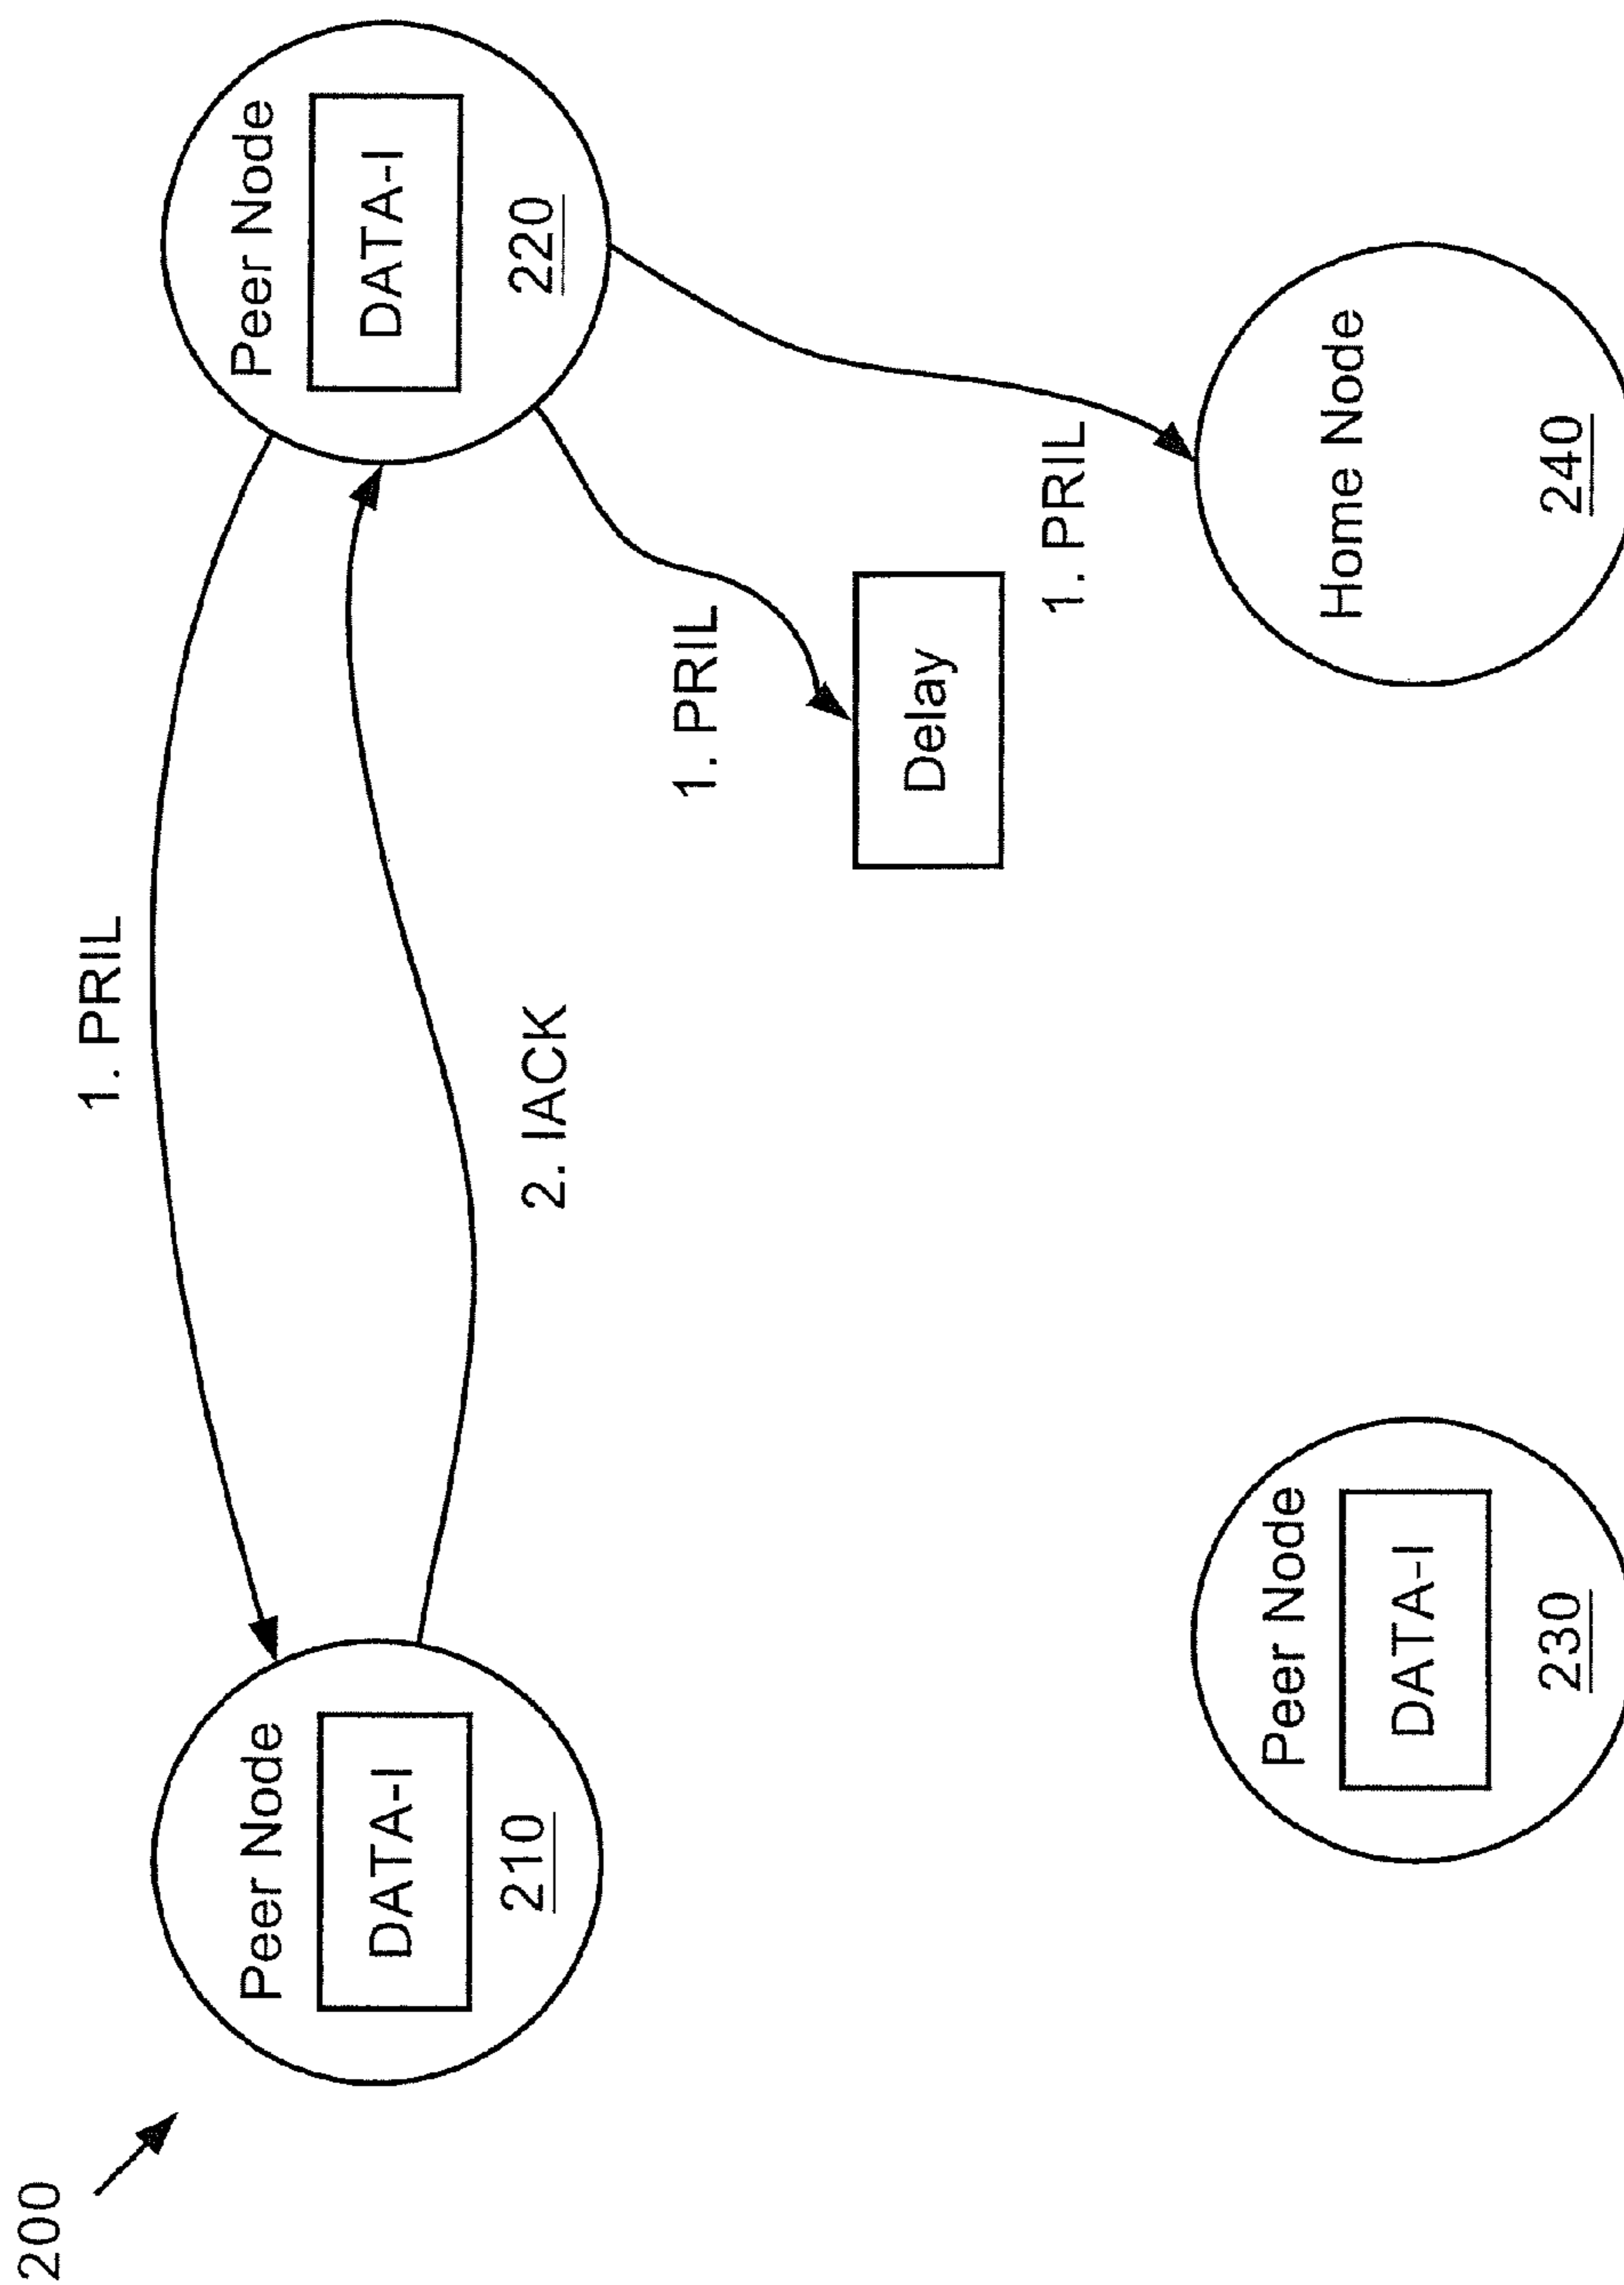 200
1. PRIL
Peer Node
DATA-I
210
Peer Node
DATA-I
220
2. IACK
1. PRIL
Delay
1. PRIL
Peer Node
DATA-I
230
Home Node
240